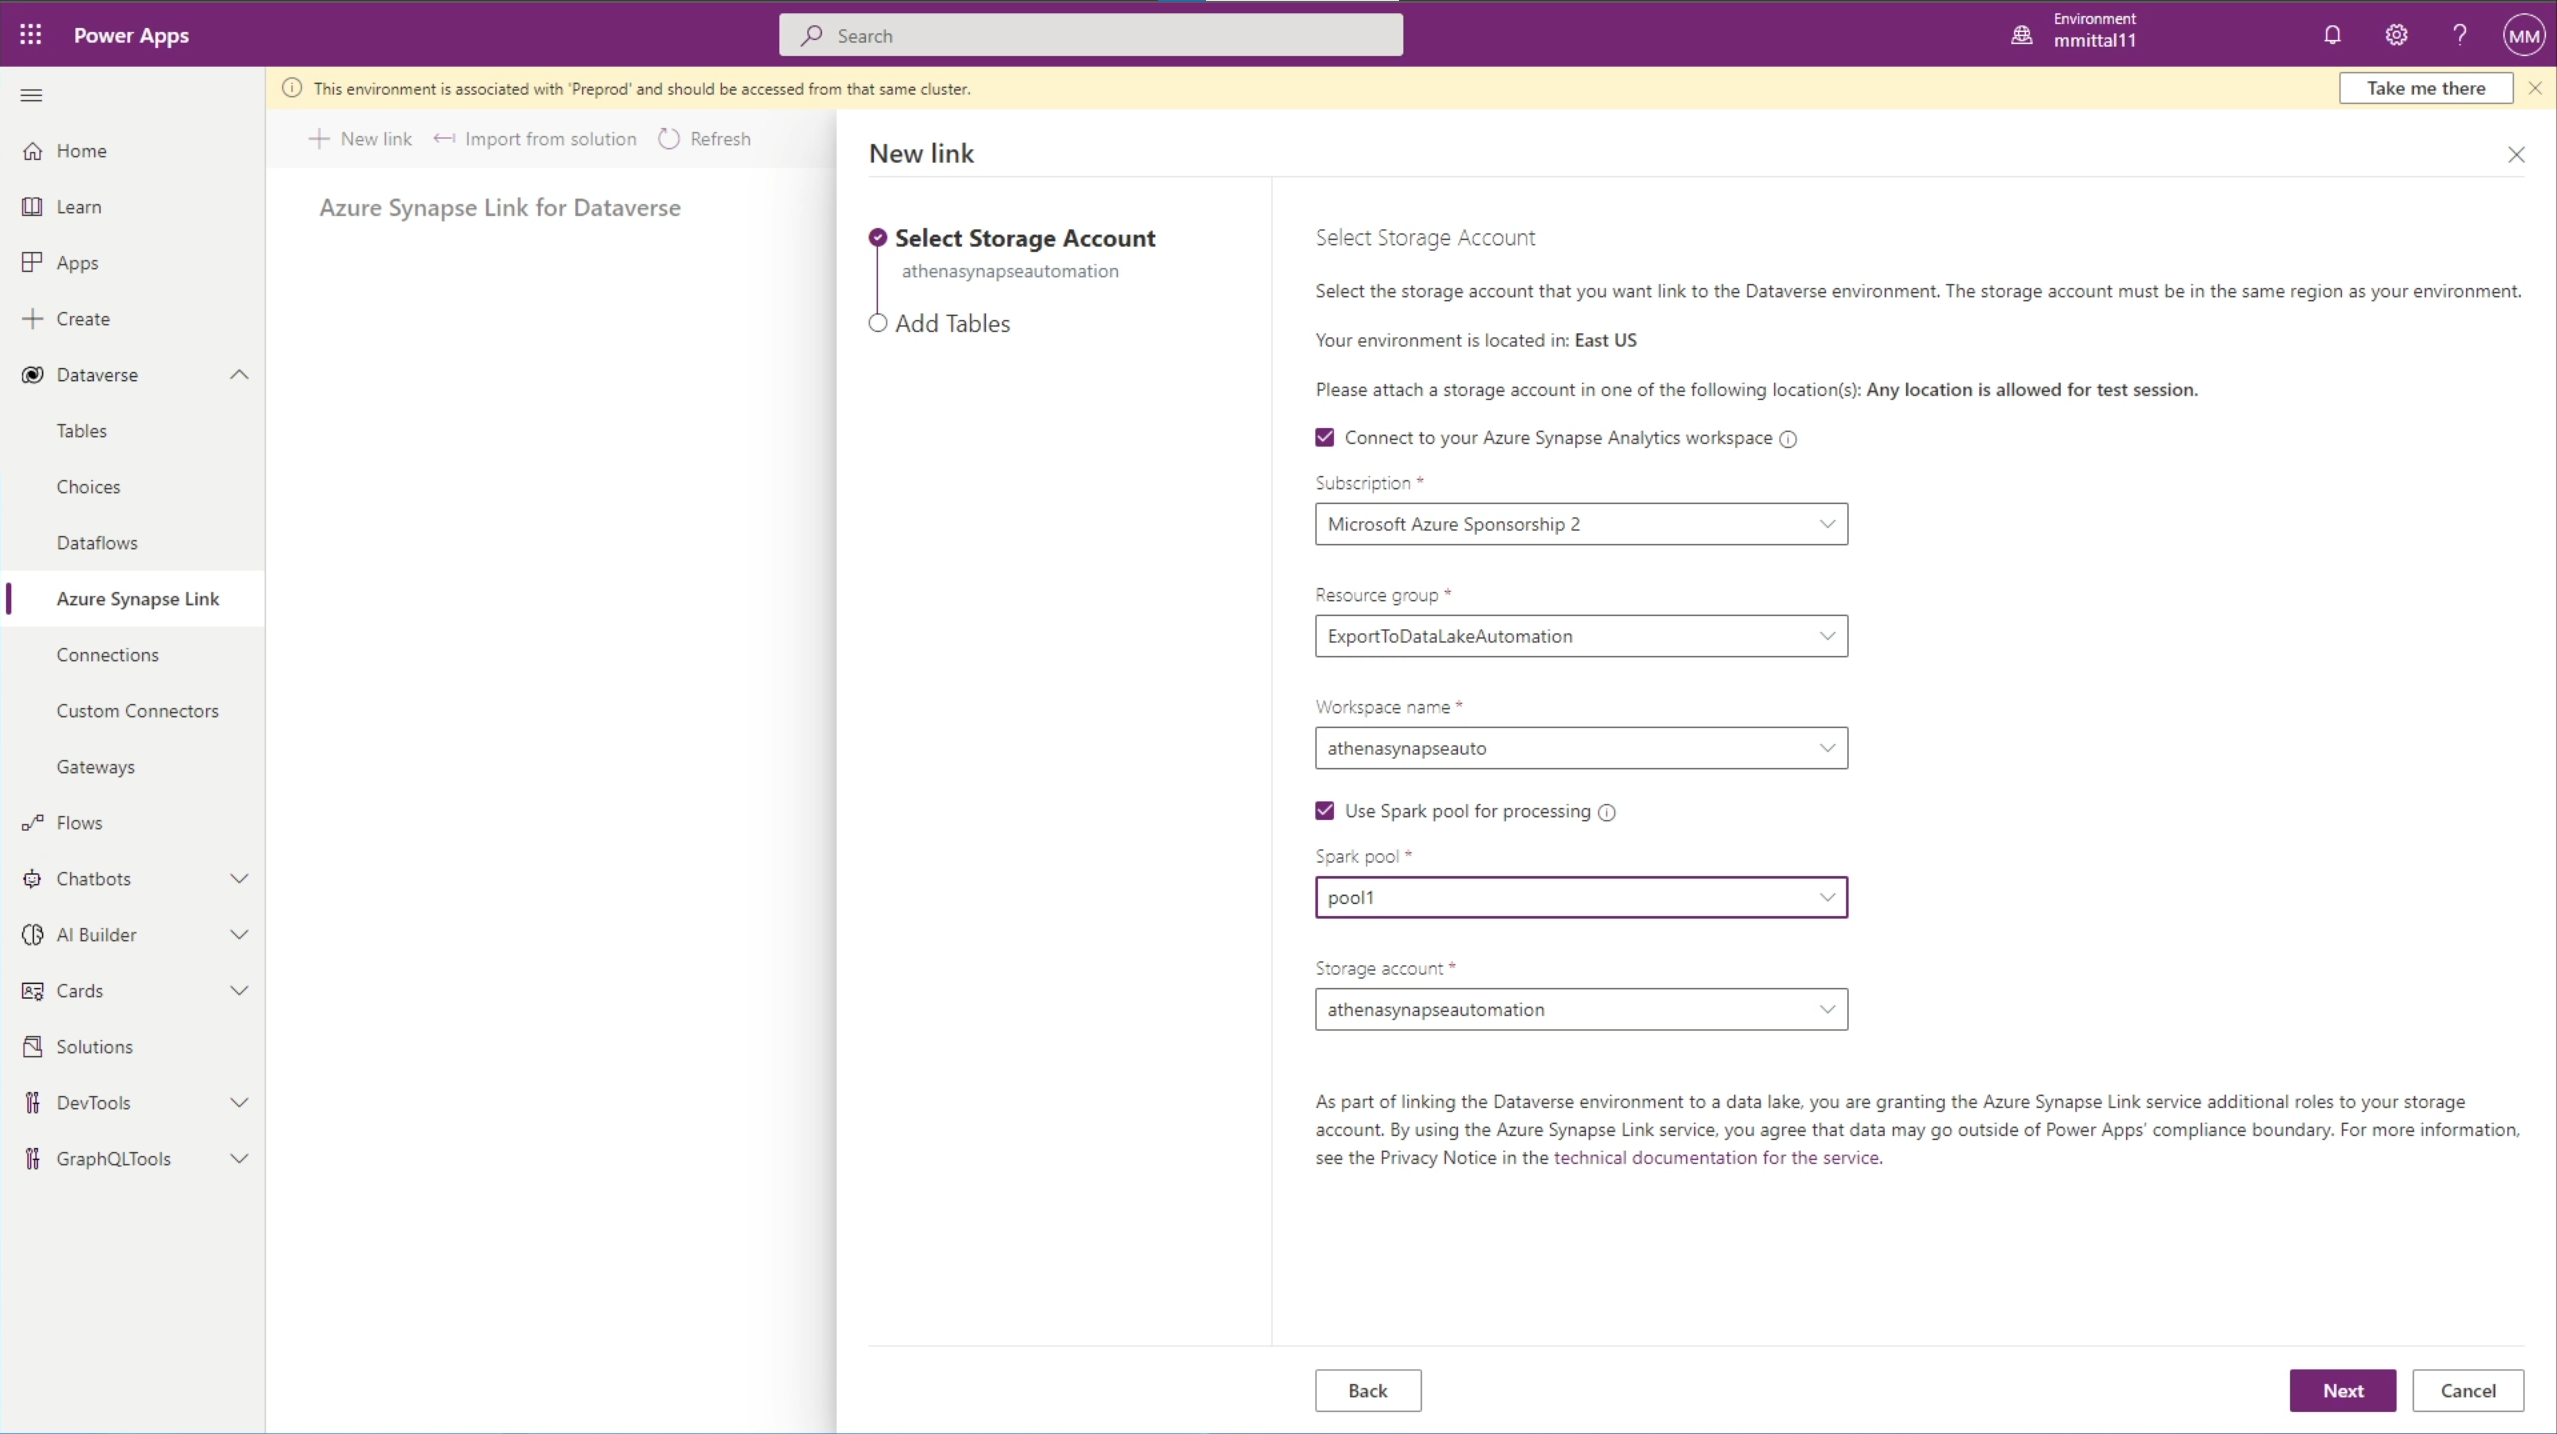 Power Apps
Search
Environment
mmittal11
MM
This environment is associated with 'Preprod' and should be accessed from that same cluster.
Take me there
Home
Learn
Apps
Create
Dataverse
Tables
Choices
Dataflows
Azure Synapse Link
Connections
Custom Connectors
Gateways
Flows
Chatbots
AI Builder
Cards
Solutions
DevTools
GraphQLTools
New link
Import from solution
Refresh
Azure Synapse Link for Dataverse
New link
Select Storage Account
athenasynapseautomation
Add Tables
Select Storage Account
Select the storage account that you want link to the Dataverse environment. The storage account must be in the same region as your environment.
Your environment is located in: East US
Please attach a storage account in one of the following location(s): Any location is allowed for test session.
Connect to your Azure Synapse Analytics workspace
Subscription *
Microsoft Azure Sponsorship 2
Resource group *
ExportToDataLakeAutomation
Workspace name *
athenasynapseauto
Use Spark pool for processing
Spark pool *
pool1
Storage account *
athenasynapseautomation
As part of linking the Dataverse environment to a data lake, you are granting the Azure Synapse Link service additional roles to your storage
account. By using the Azure Synapse Link service, you agree that data may go outside of Power Apps' compliance boundary. For more information,
see the Privacy Notice in the technical documentation for the service.
Back
Next
Cancel